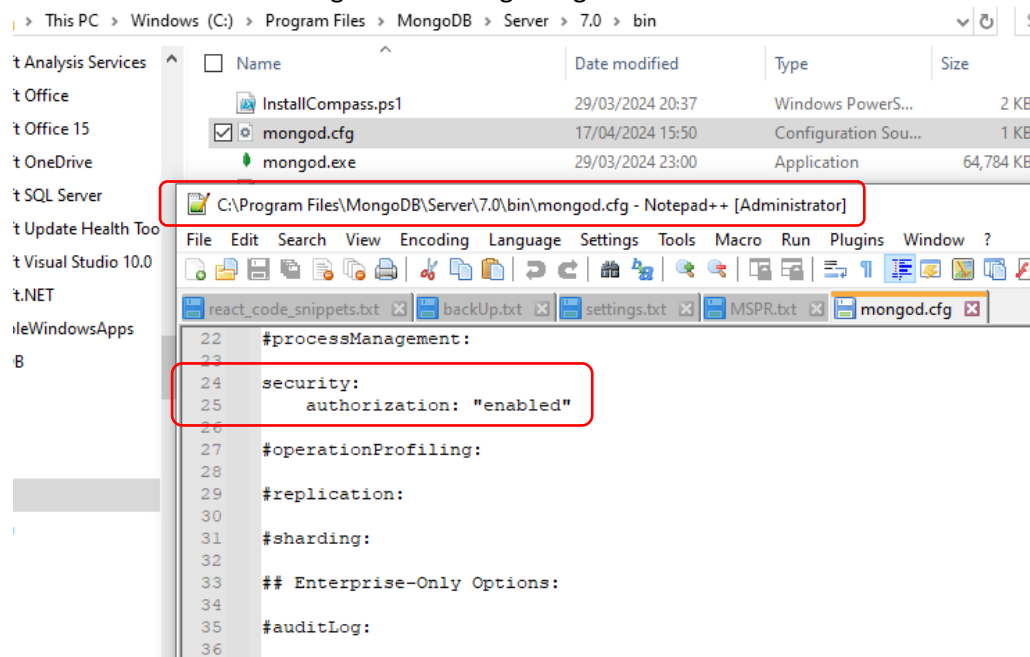 > This PC > Windows (C:) > Program Files > MongoDB > Server > 7.0 > bin
Name Date modified Type Size
't Analysis Services
't Office
't Office 15
't OneDrive
't SQL Server
't Update Health Too
't Visual Studio 10.0
't.NET
leWindowsApps
B
InstallCompass.ps1 29/03/2024 20:37 Windows PowerS... 2 KB
mongod.cfg 17/04/2024 15:50 Configuration Sou... 1 KB
mongod.exe 29/03/2024 23:00 Application 64,784 KB
C:\Program Files\MongoDB\Server\7.0\bin\mongod.cfg - Notepad++ [Administrator]
File Edit Search View Encoding Language Settings Tools Macro Run Plugins Window ?
react_code_snippets.txt backUp.txt settings.txt MSPR.txt mongod.cfg
22 #processManagement:
23
24 security:
25 authorization: "enabled"
26
27 #operationProfiling:
28
29 #replication:
30
31 #sharding:
32
33 ## Enterprise-Only Options:
34
35 #auditLog:
36